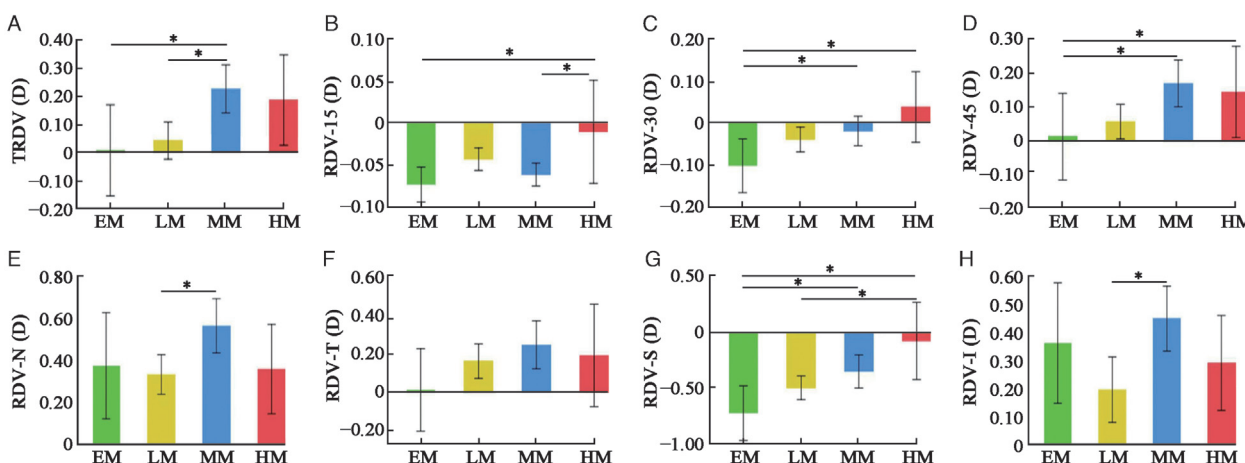 A
TRDV (D)
0.40
0.30
0.20
0.10
0
−0.10
−0.20
*
*
EM LM MM HM
B
RDV-15 (D)
0.10
0.05
0
−0.05
−0.10
*
*
EM LM MM HM
C
RDV-30 (D)
0.20
0.10
0
−0.10
−0.20
*
*
EM LM MM HM
D
RDV-45 (D)
0.30
0.20
0.10
0
−0.10
−0.20
*
*
EM LM MM HM
E
RDV-N (D)
0.80
0.60
0.40
0.20
0
*
EM LM MM HM
F
RDV-T (D)
0.60
0.40
0.20
0
−0.20
EM LM MM HM
G
RDV-S (D)
0.50
0
−0.50
−1.00
*
*
*
EM LM MM HM
H
RDV-I (D)
0.60
0.50
0.40
0.30
0.20
0.10
0
*
EM LM MM HM